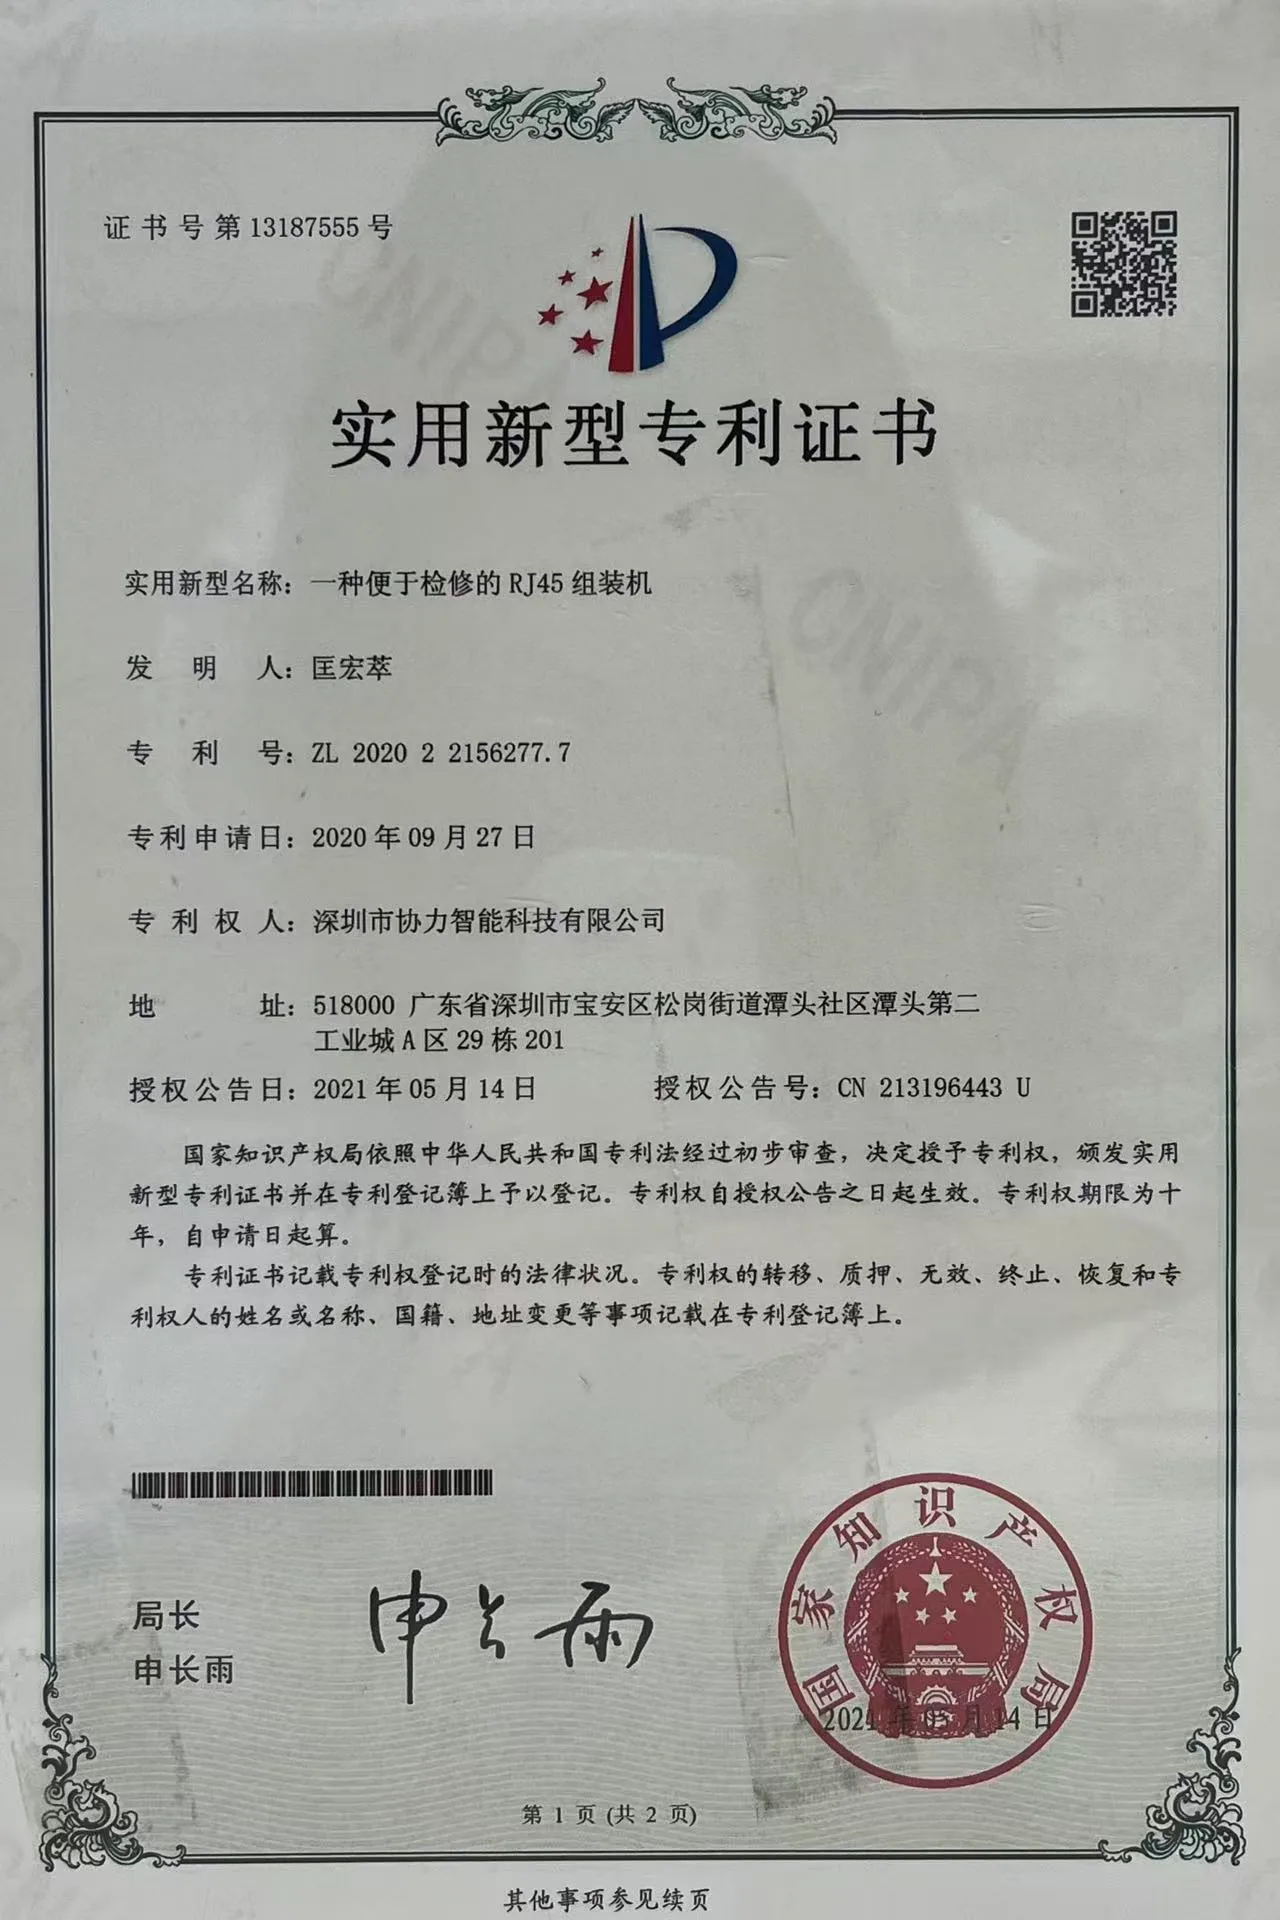 证书号第13187555号
实用新型专利证书
实用新型名称：一种便于检修的RJ45组装机
发明人：匡宏萃
专利号：ZL 2020 2 2156277.7
专利申请日：2020年09月27日
专利权人：深圳市协力智能科技有限公司
地址：518000 广东省深圳市宝安区松岗街道潭头社区潭头第二
工业城A区29栋201
授权公告日：2021年05月14日 授权公告号：CN 213196443 U
国家知识产权局依照中华人民共和国专利法经过初步审查，决定授予专利权，颁发实用
新型专利证书并在专利登记簿上予以登记。专利权自授权公告之日起生效。专利权期限为十
年，自申请日起算。
专利证书记载专利权登记时的法律状况。专利权的转移、质押、无效、终止、恢复和专
利权人的姓名或名称、国籍、地址变更等事项记载在专利登记簿上。
局长
申长雨
申长雨
国家知识产权局
2021年05月14日
第 1 页 (共 2 页)
其他事项参见续页
CNIPA
CNIPA